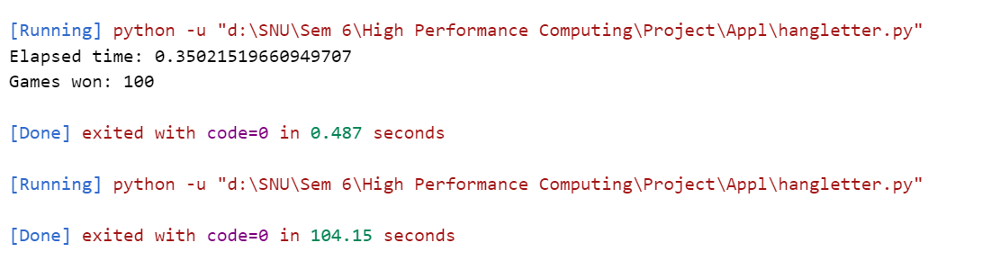 [Running] python -u "d:\SNU\Sem 6\High Performance Computing\Project\Appl\hangletter.py"
Elapsed time: 0.35021519660949707
Games won: 100
[Done] exited with code=0 in 0.487 seconds
[Running] python -u "d:\SNU\Sem 6\High Performance Computing\Project\Appl\hangletter.py"
[Done] exited with code=0 in 104.15 seconds